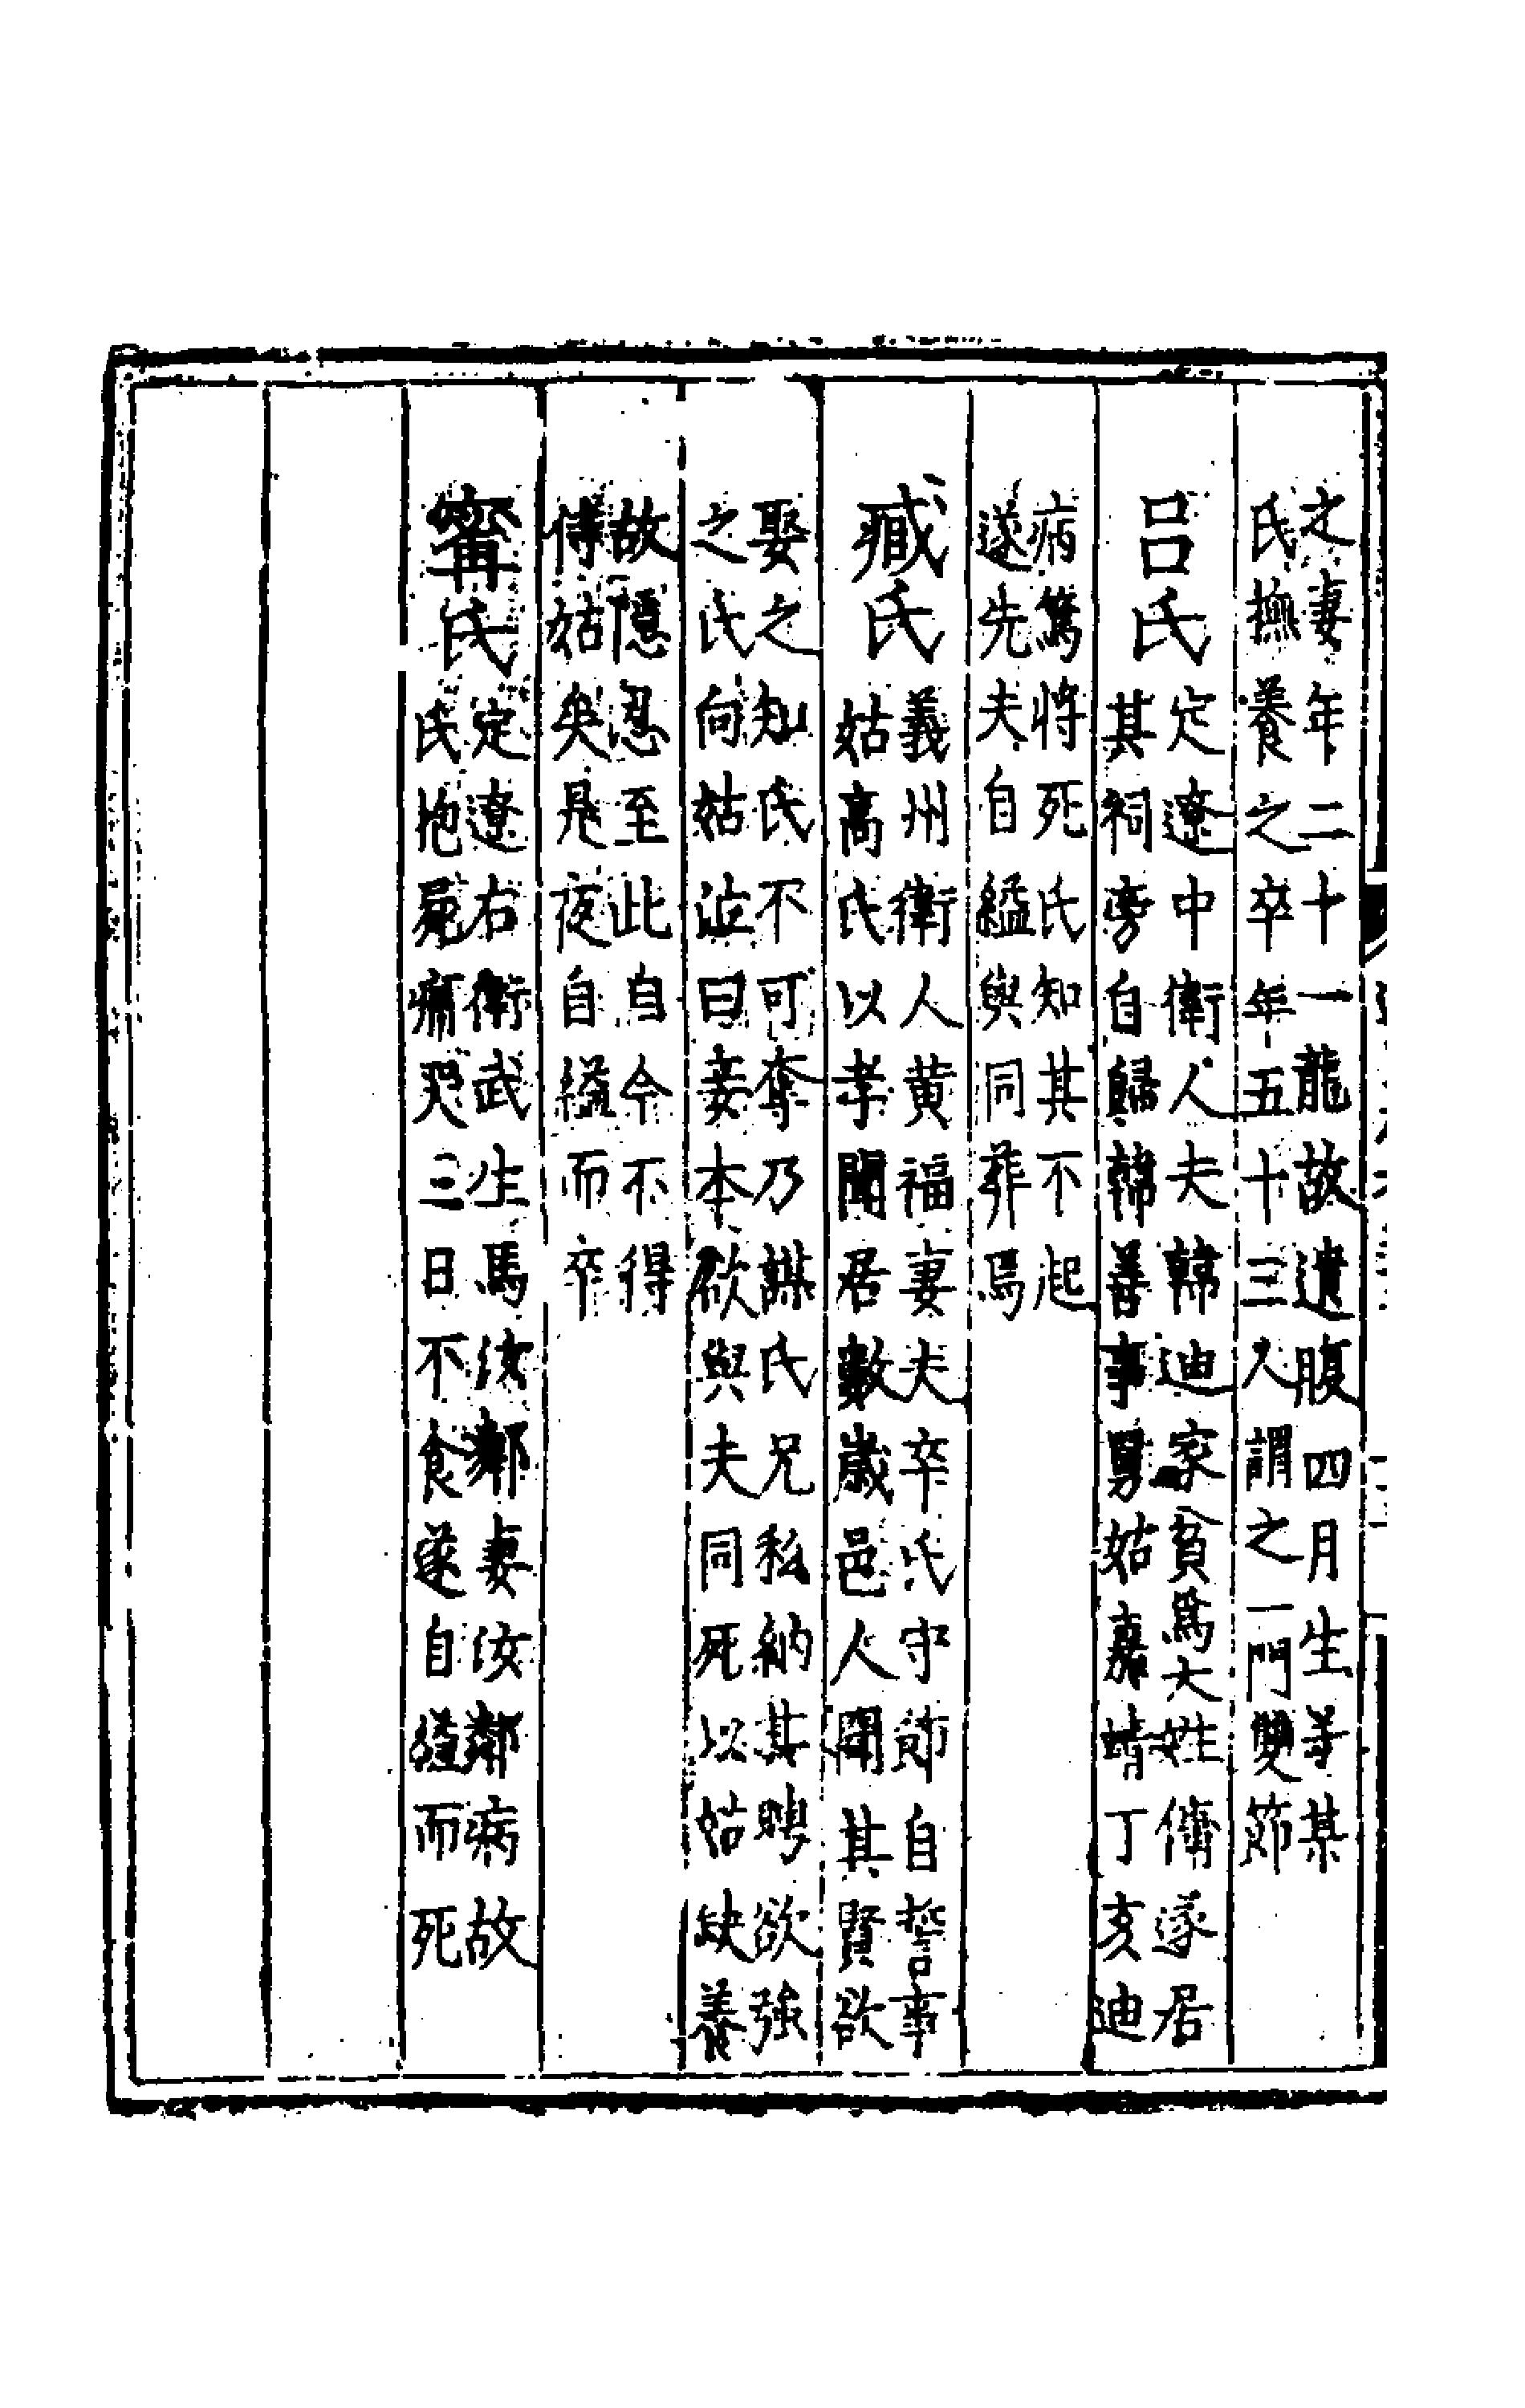 之妻年二十一龍故遺腹四月生等某
氏撫養之卒年五十三人謂之一門雙節
吕氏
定遼中衛人夫韓迪家貧爲大姓傭遂居
其祠旁自歸韓善事舅姑嘉靖丁亥迪
病篤將死氏知其不起
遂先夫自縊與同葬焉
臧氏
義州衛人黄福妻夫卒氏守節自誓事
姑高氏以孝聞居數歲邑人聞其賢欲
娶之知氏不可奪乃謀氏兄私納其聘欲強
之氏向姑泣曰妾本欲與夫同死以姑缺養
故隱忍至此自今不得
侍姑矣是夜自縊而卒
甯氏
定遼右衛武生馬汝鄰妻汝鄰病故
氏抱屍痛哭三日不食遂自縊而死